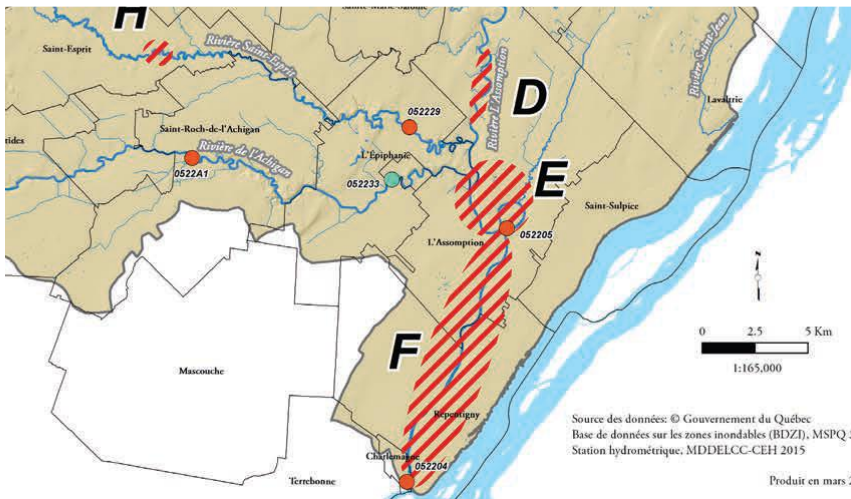 H
Saint-Esprit
Rivière Saint-Esprit
Rivière L'Assomption
D
Rivière Saint-Jean
Lavaltrie
052229
Saint-Roch-de-l'Achigan
Rivière de l'Achigan
0522A1
L'Épiphanie
052233
E
Saint-Sulpice
052205
L'Assomption
N
F
0 2.5 5 Km
1:165,000
Mascouche
Repentigny
Source des données: © Gouvernement du Québec
Base de données sur les zones inondables (BDZI), MSPQ
Station hydrométrique, MDDELCC-CEH 2015
Charlemagne
052204
Terrebonne
Produit en mars 2